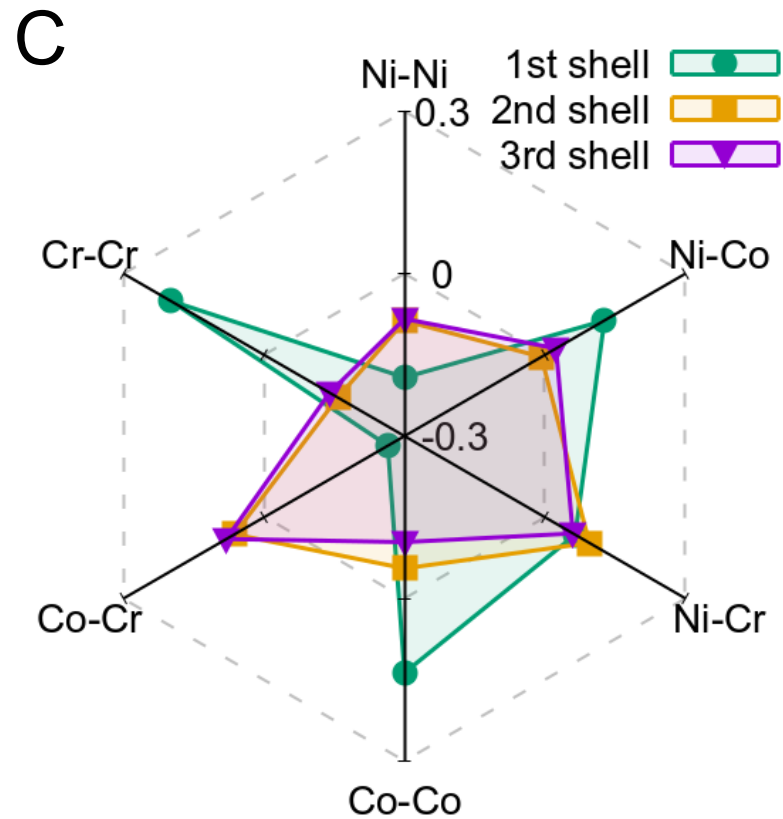 C
1st shell
2nd shell
3rd shell
Ni-Ni
0.3
Cr-Cr
Ni-Co
0
-0.3
Co-Cr
Ni-Cr
Co-Co